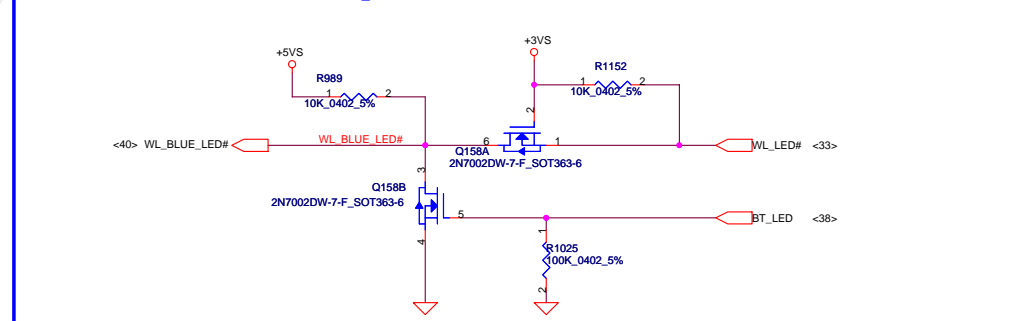 +3VS
+5VS
R1152
R989
1 2
10K_0402_5%
1 2
10K_0402_5%
2
<40> WL_BLUE_LED#
WL_BLUE_LED#
6
1
Q158A
2N7002DW-7-F_SOT363-6
WL_LED# <33>
3
Q158B
2N7002DW-7-F_SOT363-6
5
BT_LED <38>
4
1
R1025
100K_0402_5%
2